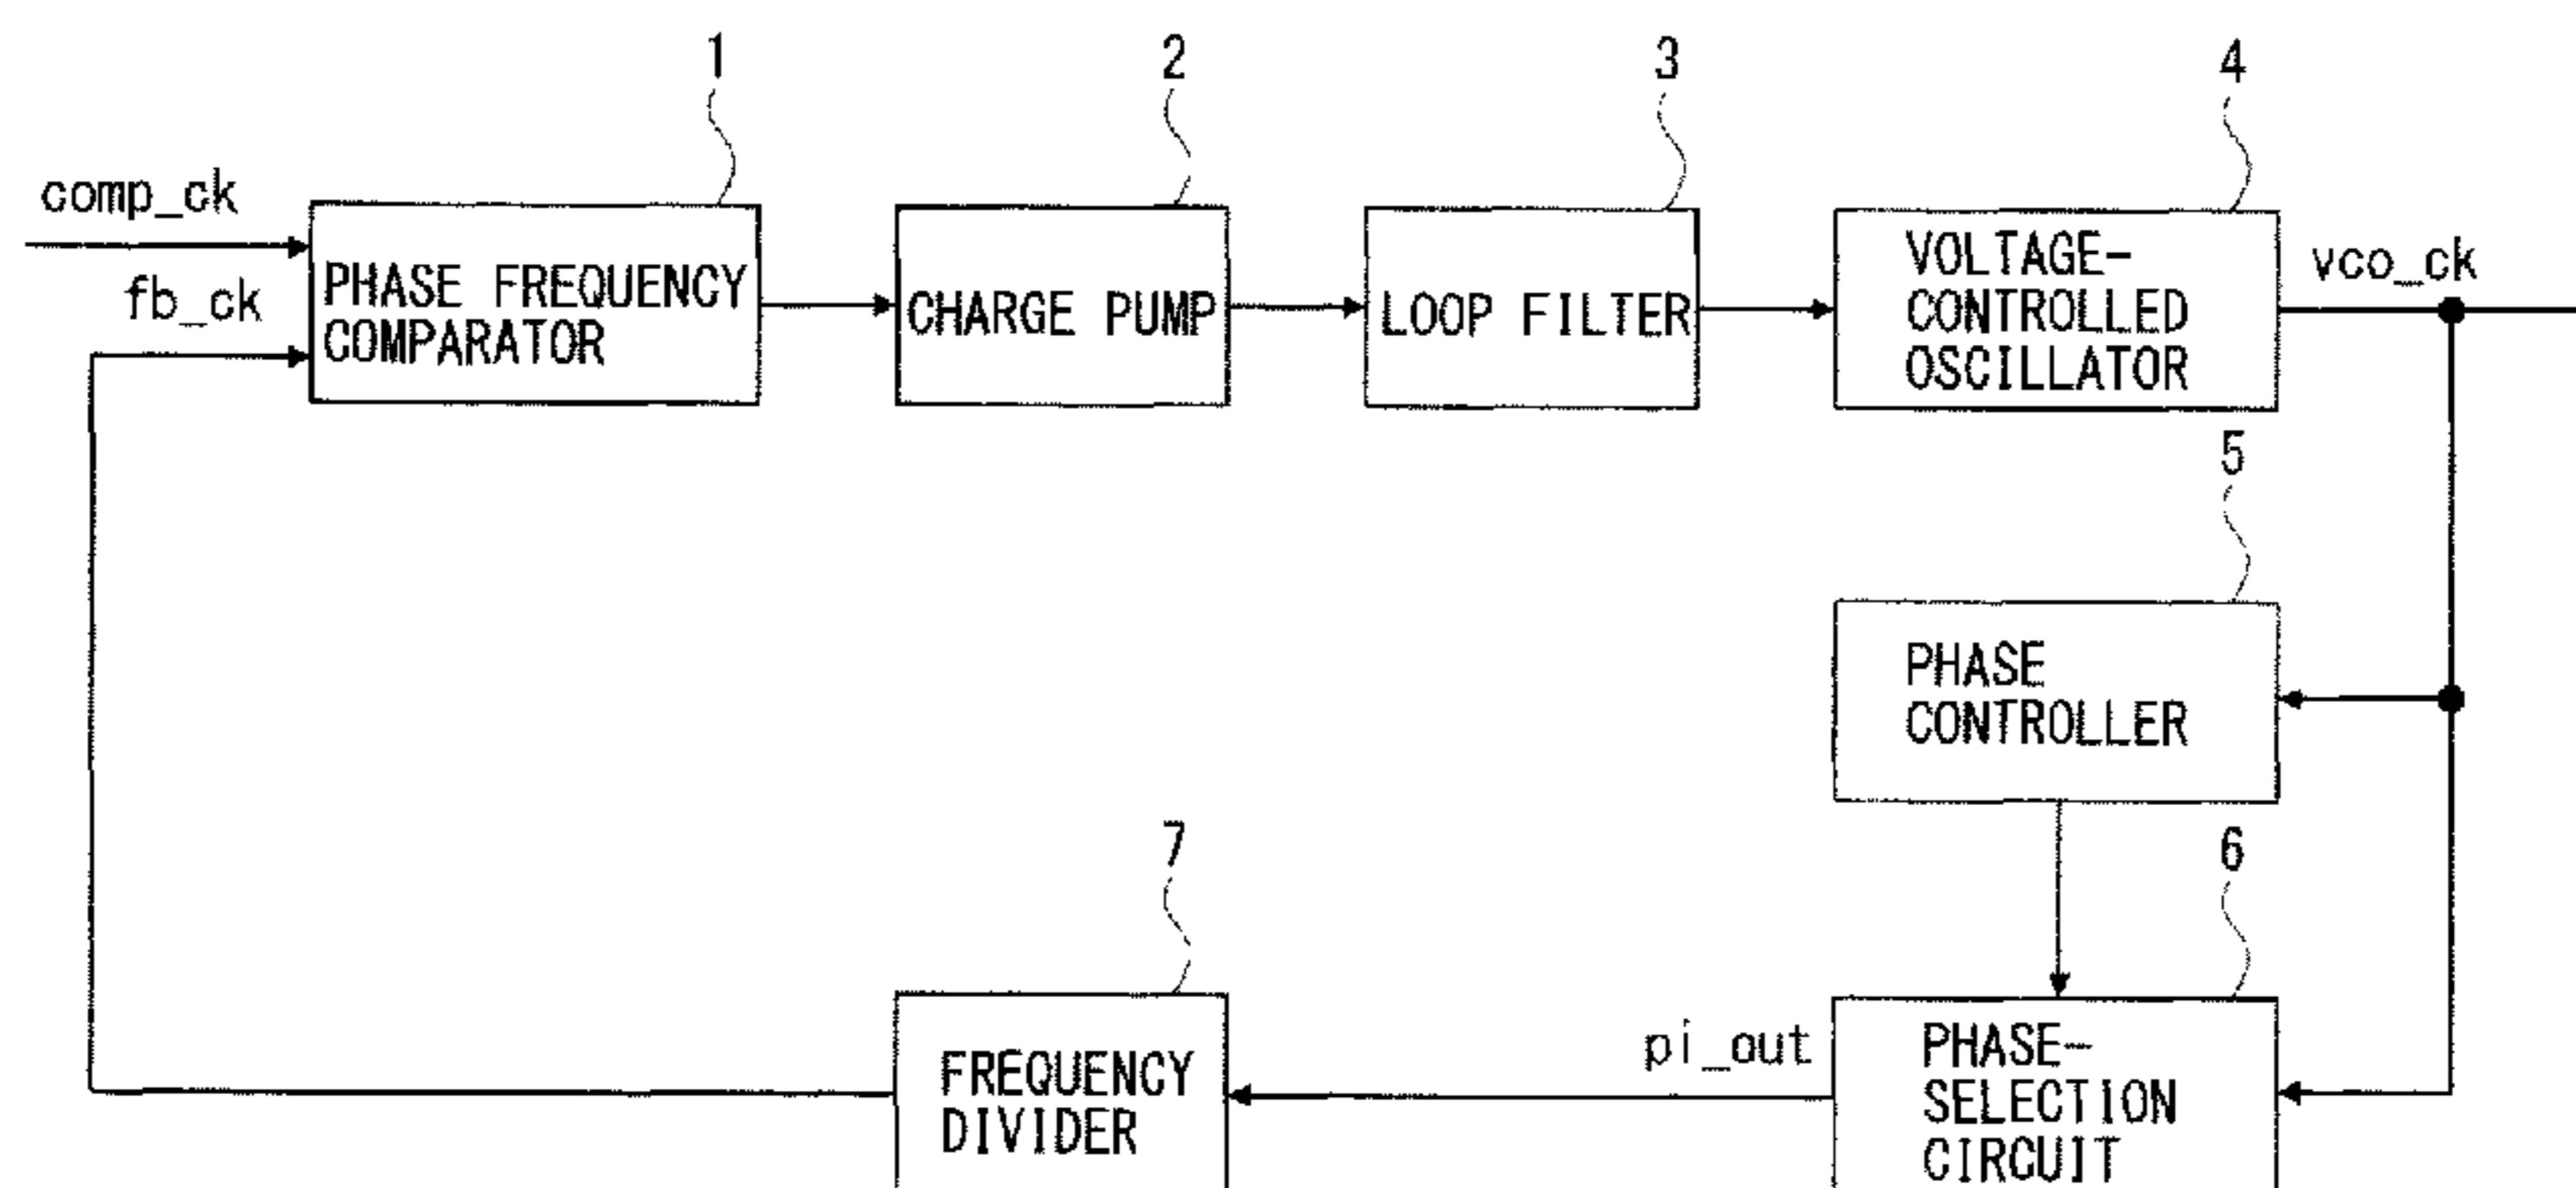 1
2
3
4
comp_ck
fb_ck
PHASE FREQUENCY
COMPARATOR
CHARGE PUMP
LOOP FILTER
VOLTAGE-
CONTROLLED
OSCILLATOR
vco_ck
5
PHASE
CONTROLLER
7
6
FREQUENCY
DIVIDER
pi_out
PHASE-
SELECTION
CIRCUIT